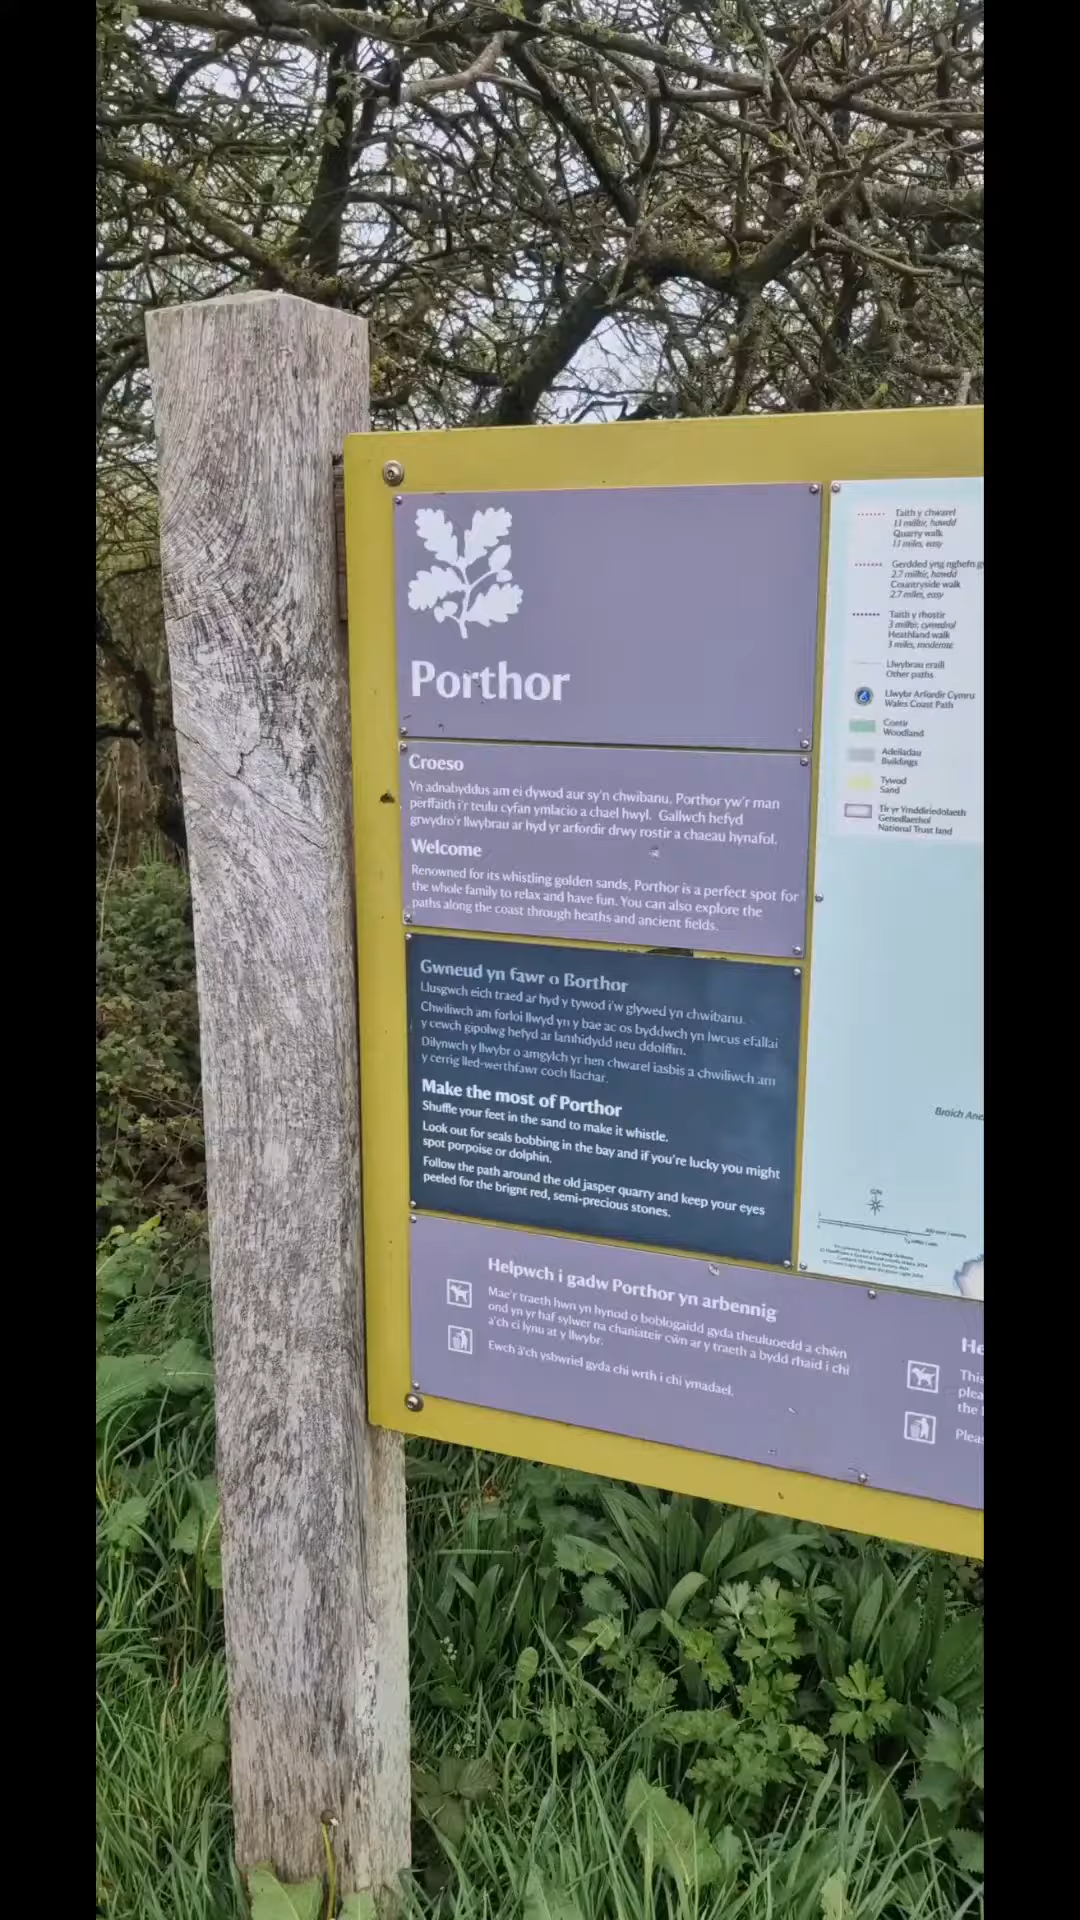 Porthor
Croeso
Yn adnabyddus am ei dywod aur sy'n chwibanu, Porthor yw'r man
perffaith i'r teulu cyfan ymlacio a chael hwyl. Gallwch hefyd
grwydro'r llwybrau ar hyd yr arfordir drwy rostir a chaeau hynafol.
Welcome
Renowned for its whistling golden sands, Porthor is a perfect spot for
the whole family to relax and have fun. You can also explore the
paths along the coast through heaths and ancient fields.
Gwneud yn fawr o Borthor
Llusgwch eich traed ar hyd y tywod i'w glywed yn chwibanu.
Chwiliwch am forloi llwyd yn y bae ac os byddwch yn lwcus efallai
y cewch gipolwg hefyd ar lamhidydd neu ddolffin.
Dilynwch y llwybr o amgylch yr hen chwarel iasbis a chwiliwch am
y cerrig lled-werthfawr coch llachar.
Make the most of Porthor
Shuffle your feet in the sand to make it whistle.
Look out for seals bobbing in the bay and if you're lucky you might
spot porpoise or dolphin.
Follow the path around the old jasper quarry and keep your eyes
peeled for the bright red, semi-precious stones.
Helpwch i gadw Porthor yn arbennig
Mae'r traeth hwn yn hynod o boblogaidd gyda theuluoedd a chŵn
ond yn yr haf sylwer na chaniateir cŵn ar y traeth a bydd rhaid i chi
a'ch ci lynu at y llwybr.
Ewch â'ch ysbwriel gyda chi wrth i chi ymadael.
Taith y chwarel
1.1 milltir, hawdd
Quarry walk
1.1 miles, easy
Gerdded yng nghefn g
2.7 milltir, hawdd
Countryside walk
2.7 miles, easy
Taith y rhostir
3 milltir, cymedrol
Heathland walk
3 miles, moderate
Llwybrau eraill
Other paths
Llwybr Arfordir Cymru
Wales Coast Path
Coetir
Woodland
Adeiladau
Buildings
Tywod
Sand
Tir yr Ymddiriedolaeth
Genedlaethol
National Trust land
Broich Ane
He
This
plea
the
Pleas